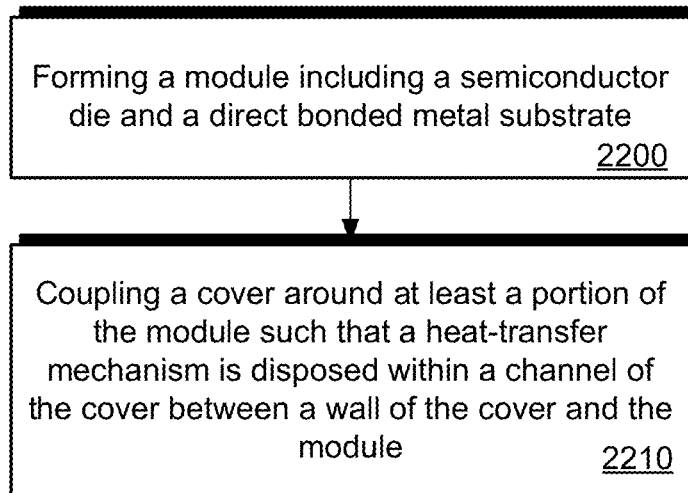 Forming a module including a semiconductor
die and a direct bonded metal substrate
2200
Coupling a cover around at least a portion of
the module such that a heat-transfer
mechanism is disposed within a channel of
the cover between a wall of the cover and the
module
2210